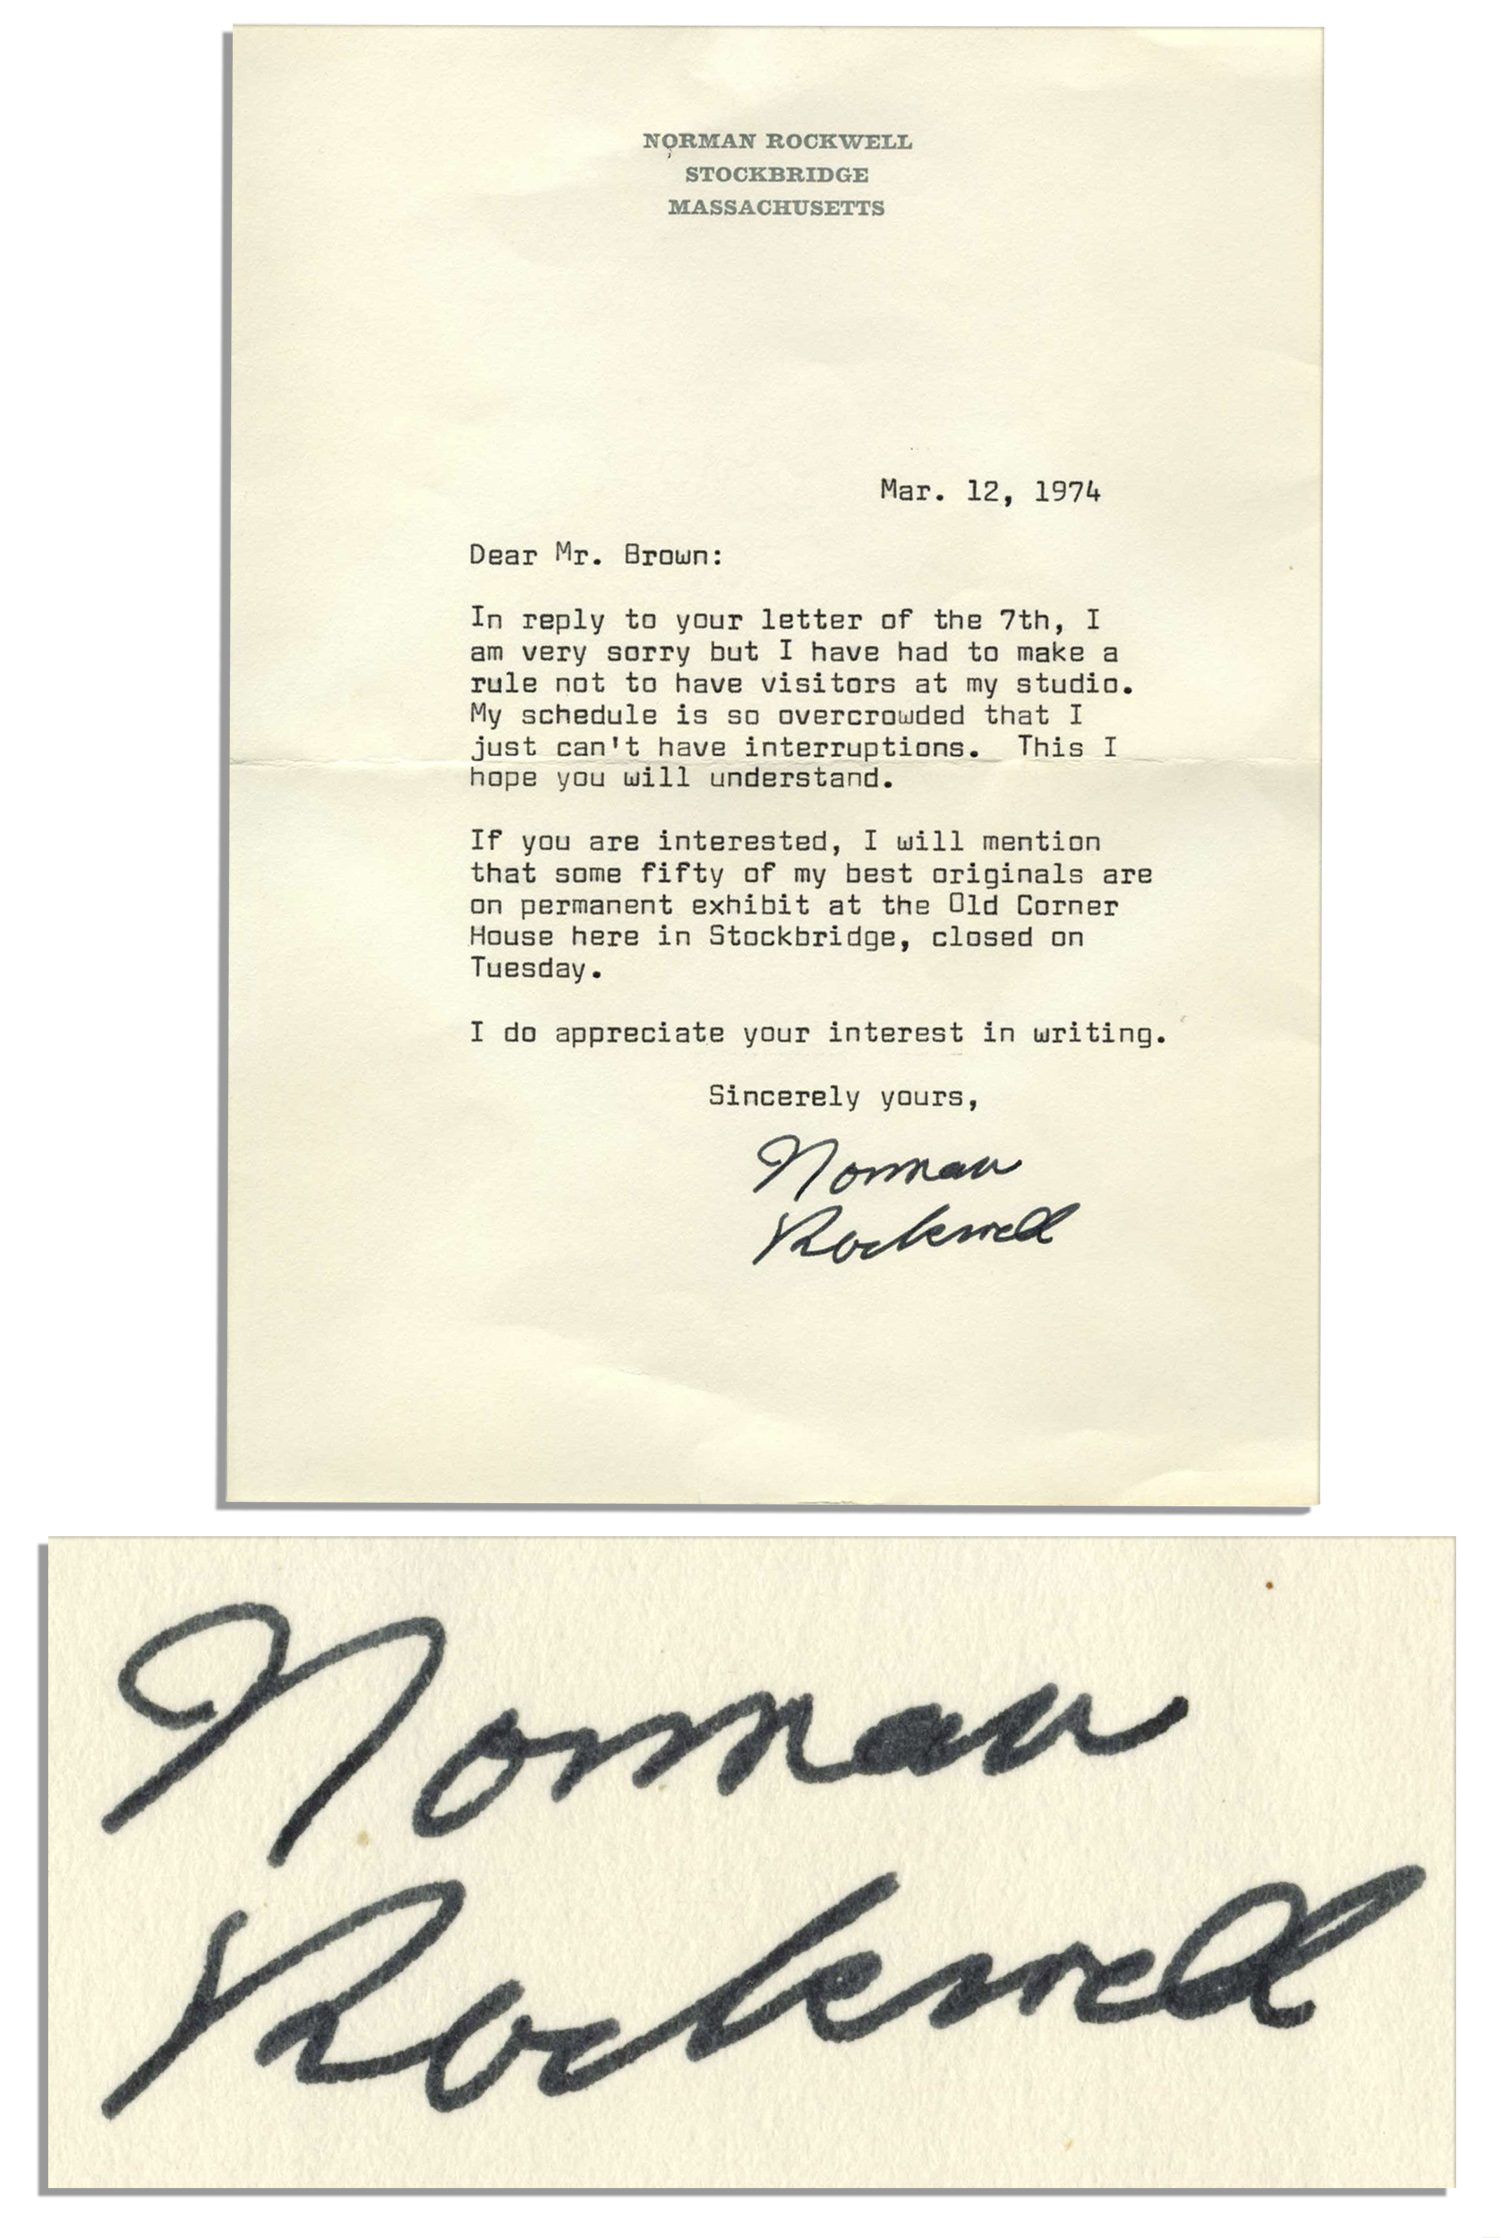 NORMAN ROCKWELL
STOCKBRIDGE
MASSACHUSETTS
Mar. 12, 1974
Dear Mr. Brown:
In reply to your letter of the 7th, I
am very sorry but I have had to make a
rule not to have visitors at my studio.
My schedule is so overcrowded that I
just can't have interruptions.  This I
hope you will understand.
If you are interested, I will mention
that some fifty of my best originals are
on permanent exhibit at the Old Corner
House here in Stockbridge, closed on
Tuesday.
I do appreciate your interest in writing.
Sincerely yours,
Norman
Rockwell
Norman
Rockwell